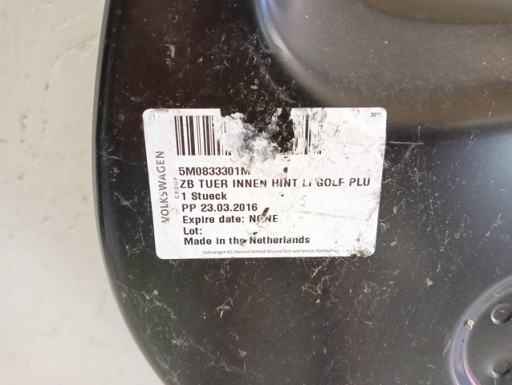 VOLKSWAGEN
GROUP
5M0833301M
ZB TUER INNEN HINT LI GOLF PLU
1 Stueck
PP 23.03.2016
Expire date: NONE
Lot:
Made in the Netherlands